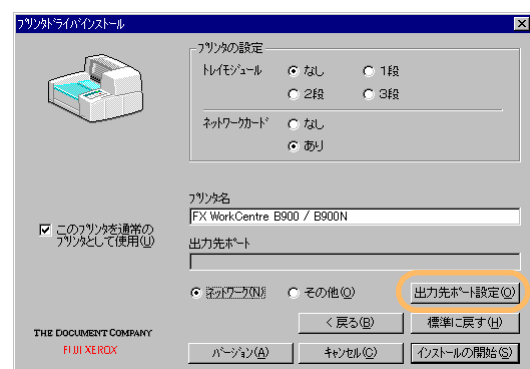 プリンタドライバインストール
プリンタの設定
トレイモジュール
なし
1段
2段
3段
ネットワークカード
なし
あり
プリンタ名
FX WorkCentre B900 / B900N
このプリンタを通常の
プリンタとして使用(U)
出力先ポート
ネットワーク(N)
その他(O)
出力先ポート設定(O)
< 戻る(B)
標準に戻す(H)
THE DOCUMENT COMPANY
FUJI XEROX
バージョン(A)
キャンセル(C)
インストールの開始(S)